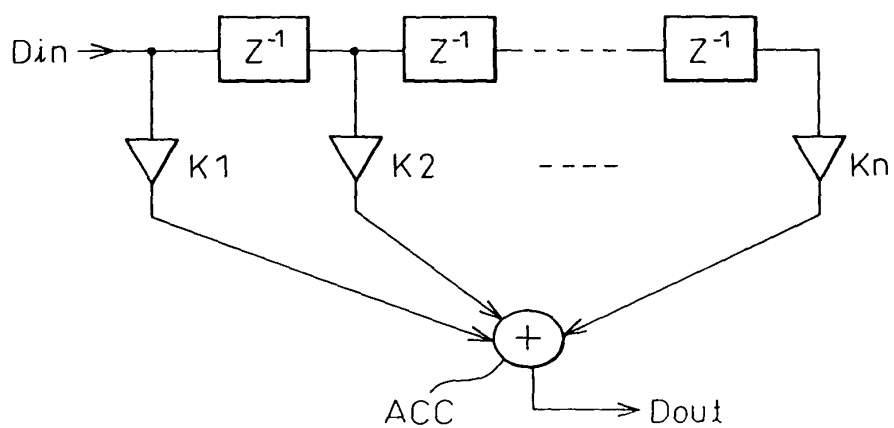 Din
Z⁻¹
Z⁻¹
Z⁻¹
K1
K2
Kn
+
ACC
Dout